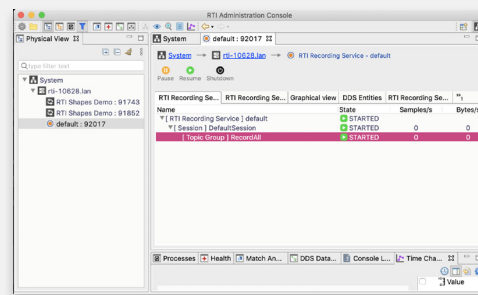 RTI Administration Console
Physical View
type filter text
System
rti-10628.lan
RTI Shapes Demo : 91743
RTI Shapes Demo : 91852
default : 92017
System
default : 92017
System → rti-10628.lan → RTI Recording Service - default
Pause Resume Shutdown
RTI Recording Se... RTI Recording Se... Graphical view DDS Entities RTI Recording Se...
Name State Samples/s Bytes/s
[ RTI Recording Service ] default STARTED
[ Session ] DefaultSession STARTED 0 0
[ Topic Group ] RecordAll STARTED 0 0
Processes Health Match An... DDS Data... Console L... Time Cha...
Value